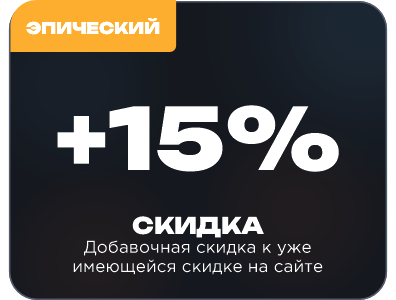 ЭПИЧЕСКИЙ
+15%
СКИДКА
Добавочная скидка к уже
имеющейся скидке на сайте